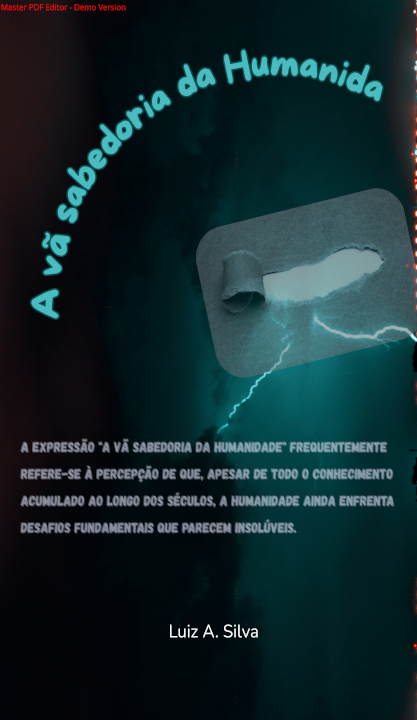 Master PDF Editor - Demo Version
A vã sabedoria da Humanida
A EXPRESSÃO "A VÃ SABEDORIA DA HUMANIDADE" FREQUENTEMENTE
REFERE-SE À PERCEPÇÃO DE QUE, APESAR DE TODO O CONHECIMENTO
ACUMULADO AO LONGO DOS SÉCULOS, A HUMANIDADE AINDA ENFRENTA
DESAFIOS FUNDAMENTAIS QUE PARECEM INSOLÚVEIS.
Luiz A. Silva